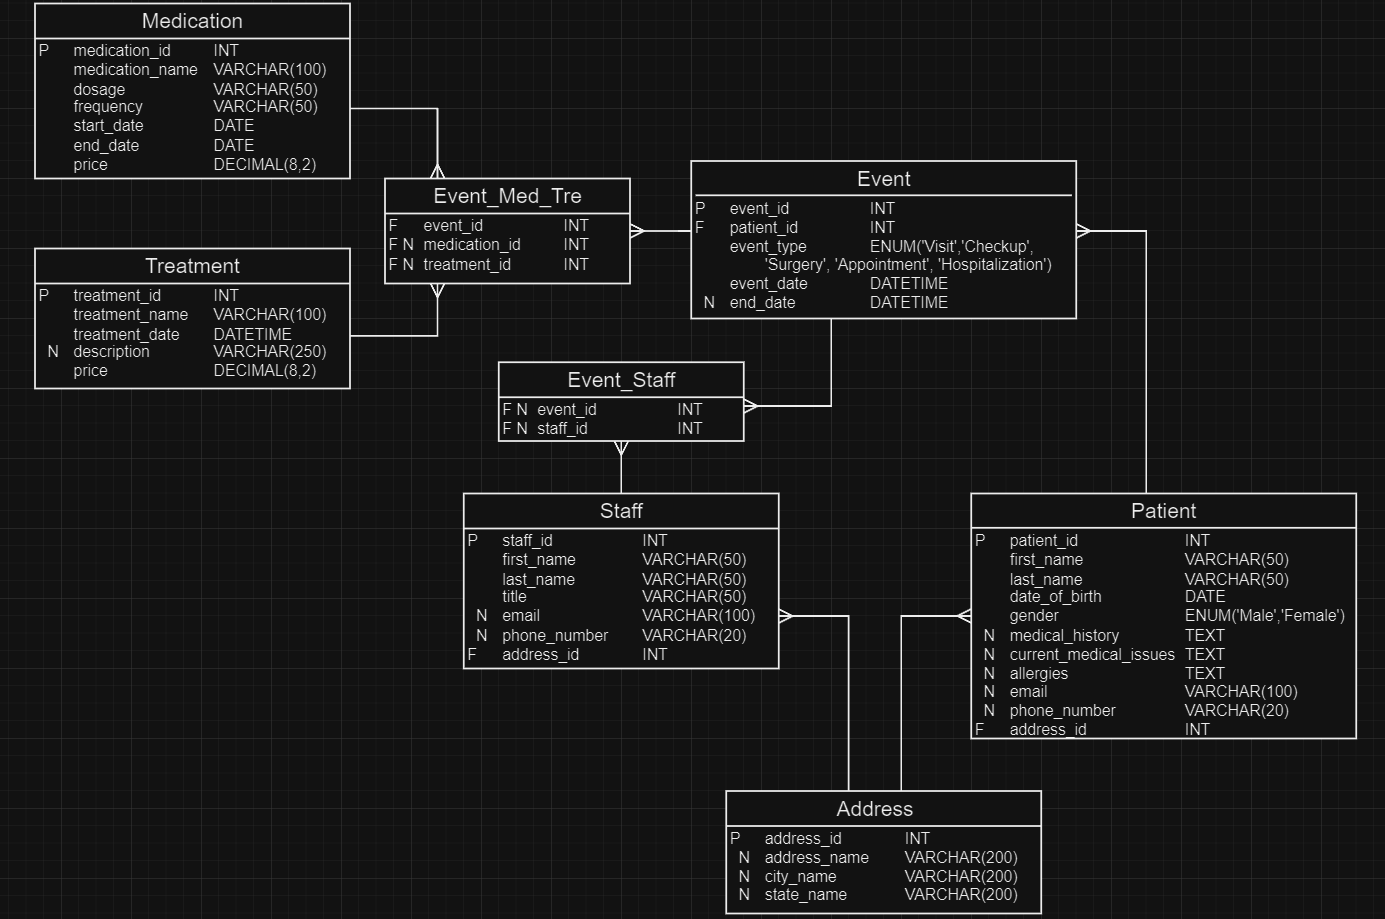 Medication
P medication_id INT
medication_name VARCHAR(100)
dosage VARCHAR(50)
frequency VARCHAR(50)
start_date DATE
end_date DATE
price DECIMAL(8,2)
Event_Med_Tre
F event_id INT
F N medication_id INT
F N treatment_id INT
Event
P event_id INT
F patient_id INT
event_type ENUM('Visit','Checkup',
'Surgery', 'Appointment', 'Hospitalization')
event_date DATETIME
N end_date DATETIME
Treatment
P treatment_id INT
treatment_name VARCHAR(100)
treatment_date DATETIME
N description VARCHAR(250)
price DECIMAL(8,2)
Event_Staff
F N event_id INT
F N staff_id INT
Staff
P staff_id INT
first_name VARCHAR(50)
last_name VARCHAR(50)
title VARCHAR(50)
N email VARCHAR(100)
N phone_number VARCHAR(20)
F address_id INT
Patient
P patient_id INT
first_name VARCHAR(50)
last_name VARCHAR(50)
date_of_birth DATE
gender ENUM('Male','Female')
N medical_history TEXT
N current_medical_issues TEXT
N allergies TEXT
N email VARCHAR(100)
N phone_number VARCHAR(20)
F address_id INT
Address
P address_id INT
N address_name VARCHAR(200)
N city_name VARCHAR(200)
N state_name VARCHAR(200)